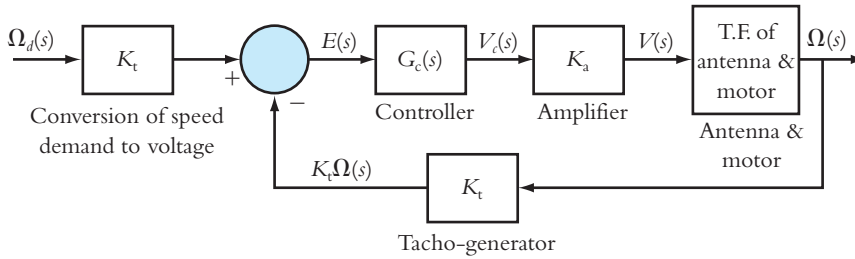 Ω_d(s)
K_t
+
−
E(s)
G_c(s)
V_c(s)
K_a
V(s)
T.F. of
antenna &
motor
Ω(s)
Conversion of speed
demand to voltage
Controller
Amplifier
Antenna &
motor
K_tΩ(s)
K_t
Tacho-generator